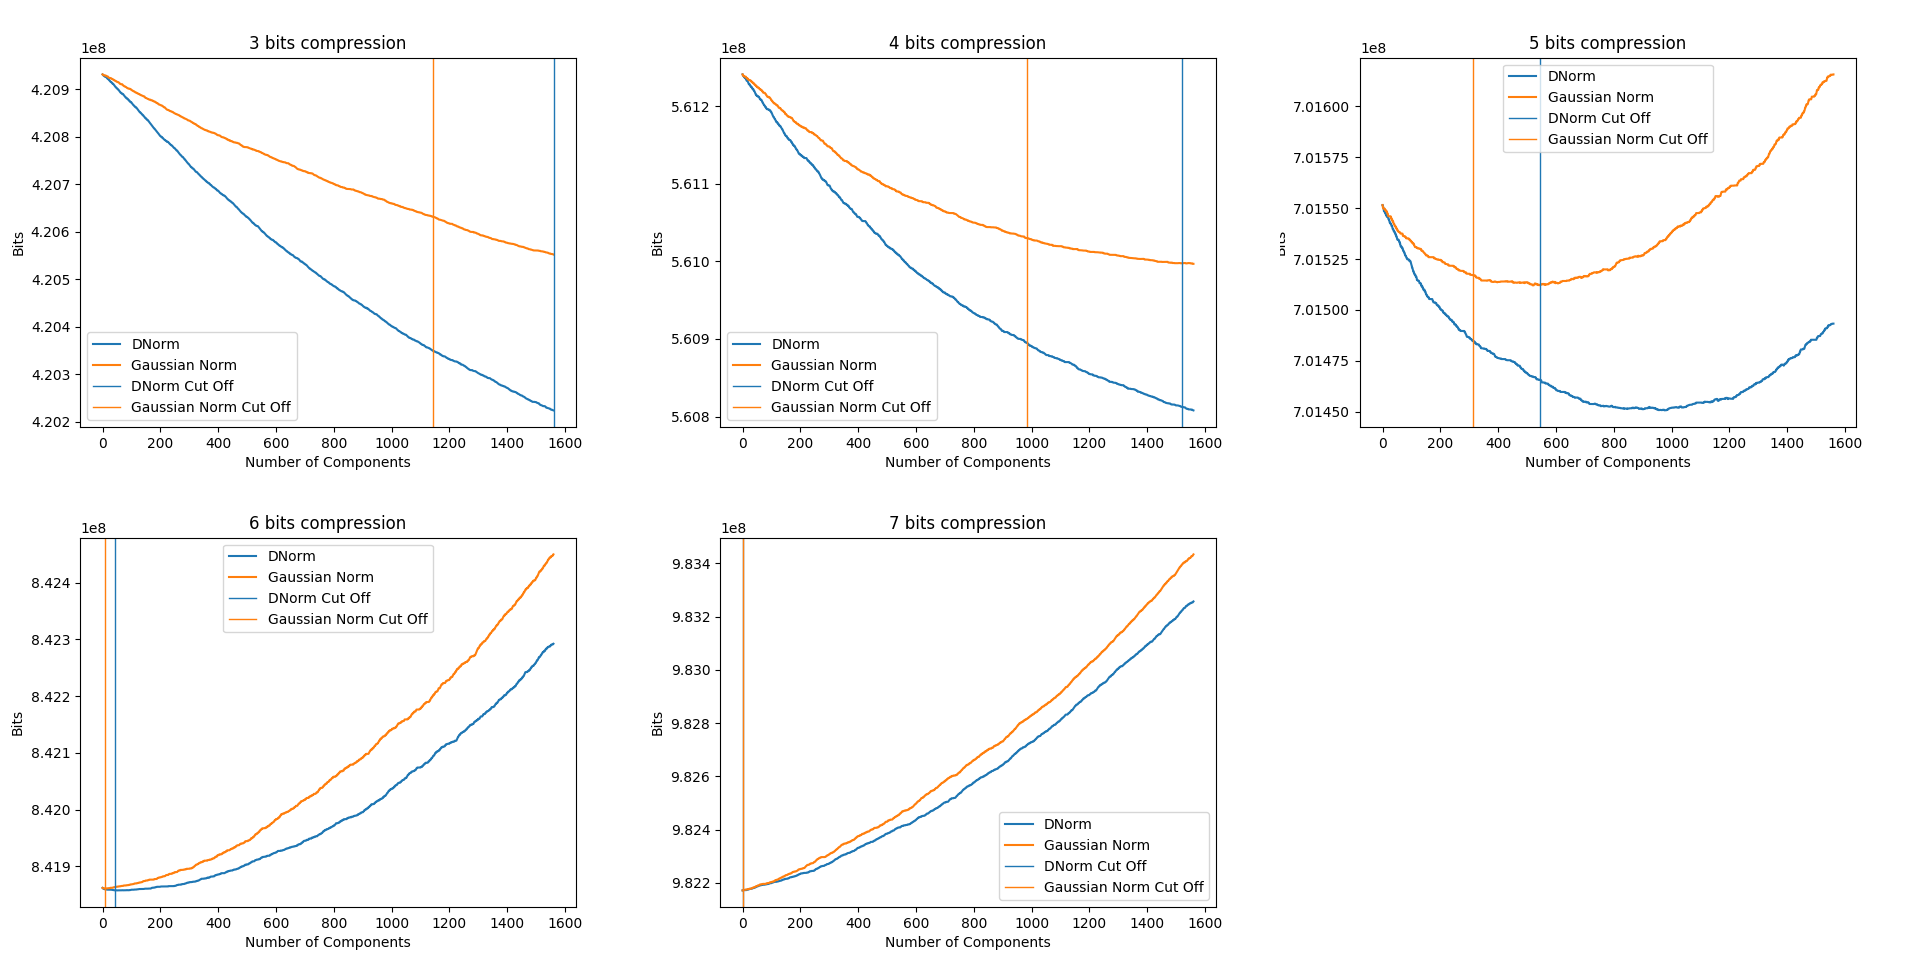 3 bits compression
1e8
4.209
4.208
4.207
4.206
4.205
4.204
4.203
4.202
Bits
DNorm
Gaussian Norm
DNorm Cut Off
Gaussian Norm Cut Off
0 200 400 600 800 1000 1200 1400 1600
Number of Components
4 bits compression
1e8
5.612
5.611
5.610
5.609
5.608
Bits
DNorm
Gaussian Norm
DNorm Cut Off
Gaussian Norm Cut Off
0 200 400 600 800 1000 1200 1400 1600
Number of Components
5 bits compression
1e8
7.01600
7.01575
7.01550
7.01525
7.01500
7.01475
7.01450
Bits
DNorm
Gaussian Norm
DNorm Cut Off
Gaussian Norm Cut Off
0 200 400 600 800 1000 1200 1400 1600
Number of Components
6 bits compression
1e8
8.424
8.423
8.422
8.421
8.420
8.419
Bits
DNorm
Gaussian Norm
DNorm Cut Off
Gaussian Norm Cut Off
0 200 400 600 800 1000 1200 1400 1600
Number of Components
7 bits compression
1e8
9.834
9.832
9.830
9.828
9.826
9.824
9.822
Bits
DNorm
Gaussian Norm
DNorm Cut Off
Gaussian Norm Cut Off
0 200 400 600 800 1000 1200 1400 1600
Number of Components